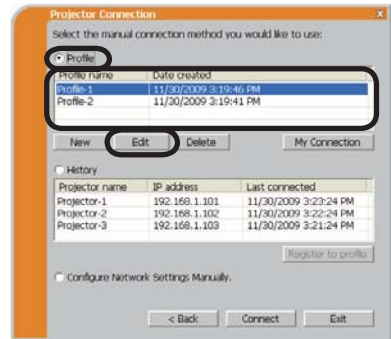 Projector Connection
Select the manual connection method you would like to use:
Profile
Profile name Date created
Profile-1 11/30/2009 3:19:46 PM
Profile-2 11/30/2009 3:19:41 PM
New Edit Delete My Connection
History
Projector name IP address Last connected
Projector-1 192.168.1.101 11/30/2009 3:23:24 PM
Projector-2 192.168.1.102 11/30/2009 3:22:24 PM
Projector-3 192.168.1.103 11/30/2009 3:21:24 PM
Register to profile
Configure Network Settings Manually.
< Back Connect Exit